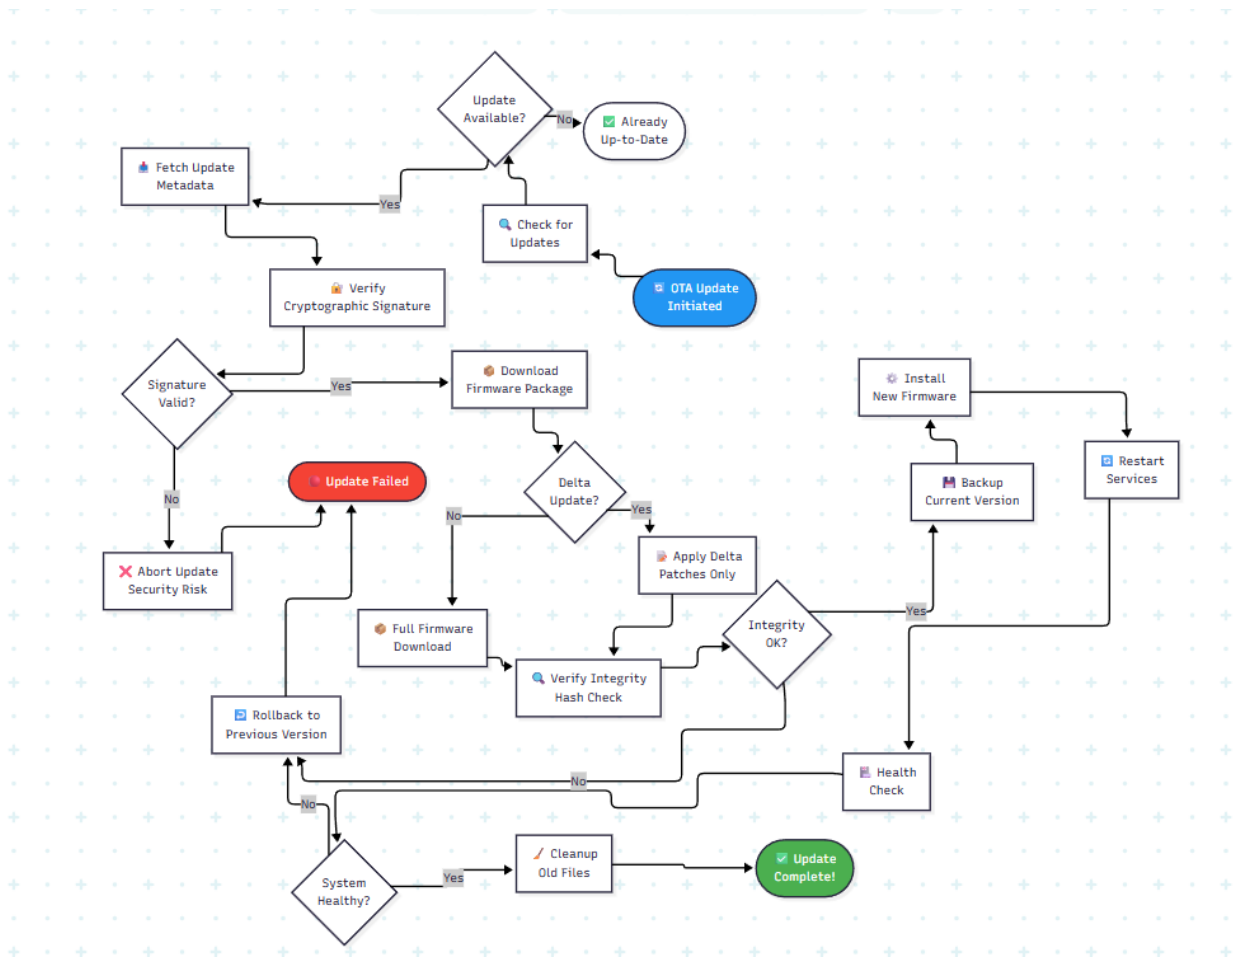 Update
Available?
No
✅ Already
Up-to-Date
📥 Fetch Update
Metadata
Yes
🔍 Check for
Updates
🔄 OTA Update
Initiated
🔐 Verify
Cryptographic Signature
Signature
Valid?
Yes
📦 Download
Firmware Package
⚙️ Install
New Firmware
🔄 Restart
Services
💾 Backup
Current Version
🔴 Update Failed
Delta
Update?
No
No
Yes
❌ Abort Update
Security Risk
📝 Apply Delta
Patches Only
Integrity
OK?
Yes
📦 Full Firmware
Download
🔍 Verify Integrity
Hash Check
↩️ Rollback to
Previous Version
No
Health
Check
No
System
Healthy?
Yes
🧹 Cleanup
Old Files
✅ Update
Complete!